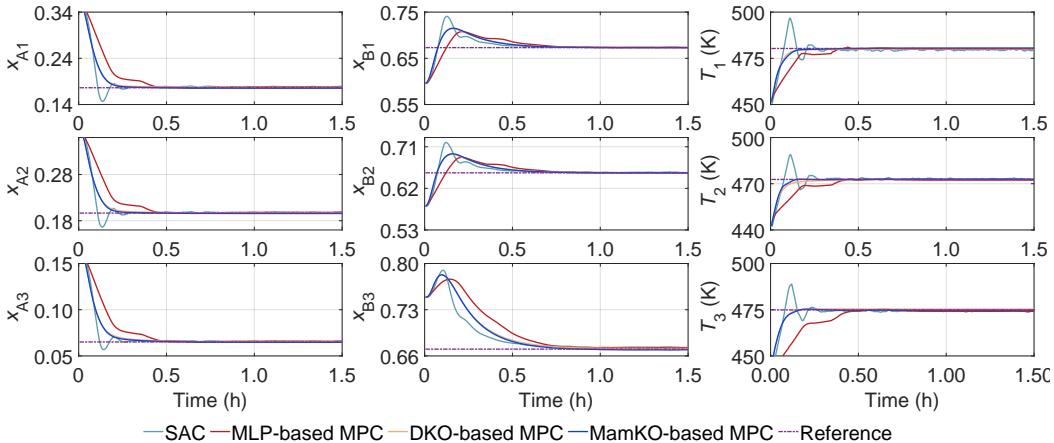 0.34
0.24
0.14
x_A1
0 0.5 1.0 1.5
0.75
0.65
0.55
x_B1
0 0.5 1.0 1.5
500
475
450
T_1 (K)
0 0.5 1.0 1.5
0.28
0.18
x_A2
0 0.5 1.0 1.5
0.71
0.62
0.53
x_B2
0 0.5 1.0 1.5
500
470
440
T_2 (K)
0 0.5 1.0 1.5
0.15
0.10
0.05
x_A3
0 0.5 1.0 1.5
Time (h)
0.80
0.73
0.66
x_B3
0 0.5 1.0 1.5
Time (h)
500
475
450
T_3 (K)
0.00 0.50 1.00 1.50
Time (h)
SAC MLP-based MPC DKO-based MPC MamKO-based MPC Reference